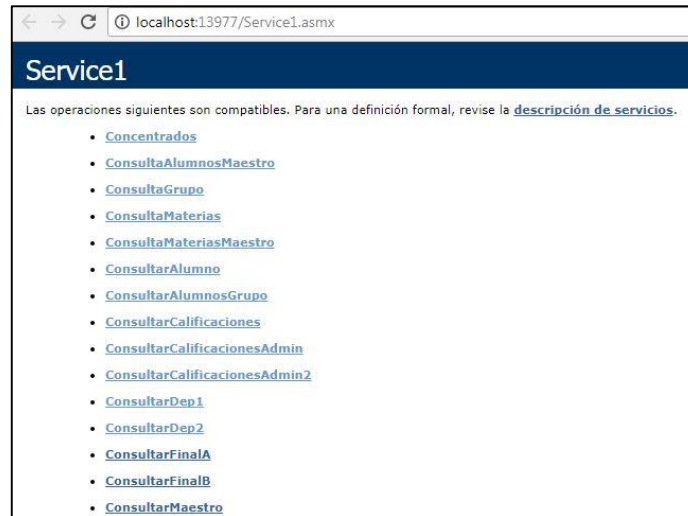 localhost:13977/Service1.asmx
Service1
Las operaciones siguientes son compatibles. Para una definición formal, revise la descripción de servicios.
Concentrados
ConsultaAlumnosMaestro
ConsultaGrupo
ConsultaMaterias
ConsultaMateriasMaestro
ConsultarAlumno
ConsultarAlumnosGrupo
ConsultarCalificaciones
ConsultarCalificacionesAdmin
ConsultarCalificacionesAdmin2
ConsultarDep1
ConsultarDep2
ConsultarFinalA
ConsultarFinalB
ConsultarMaestro